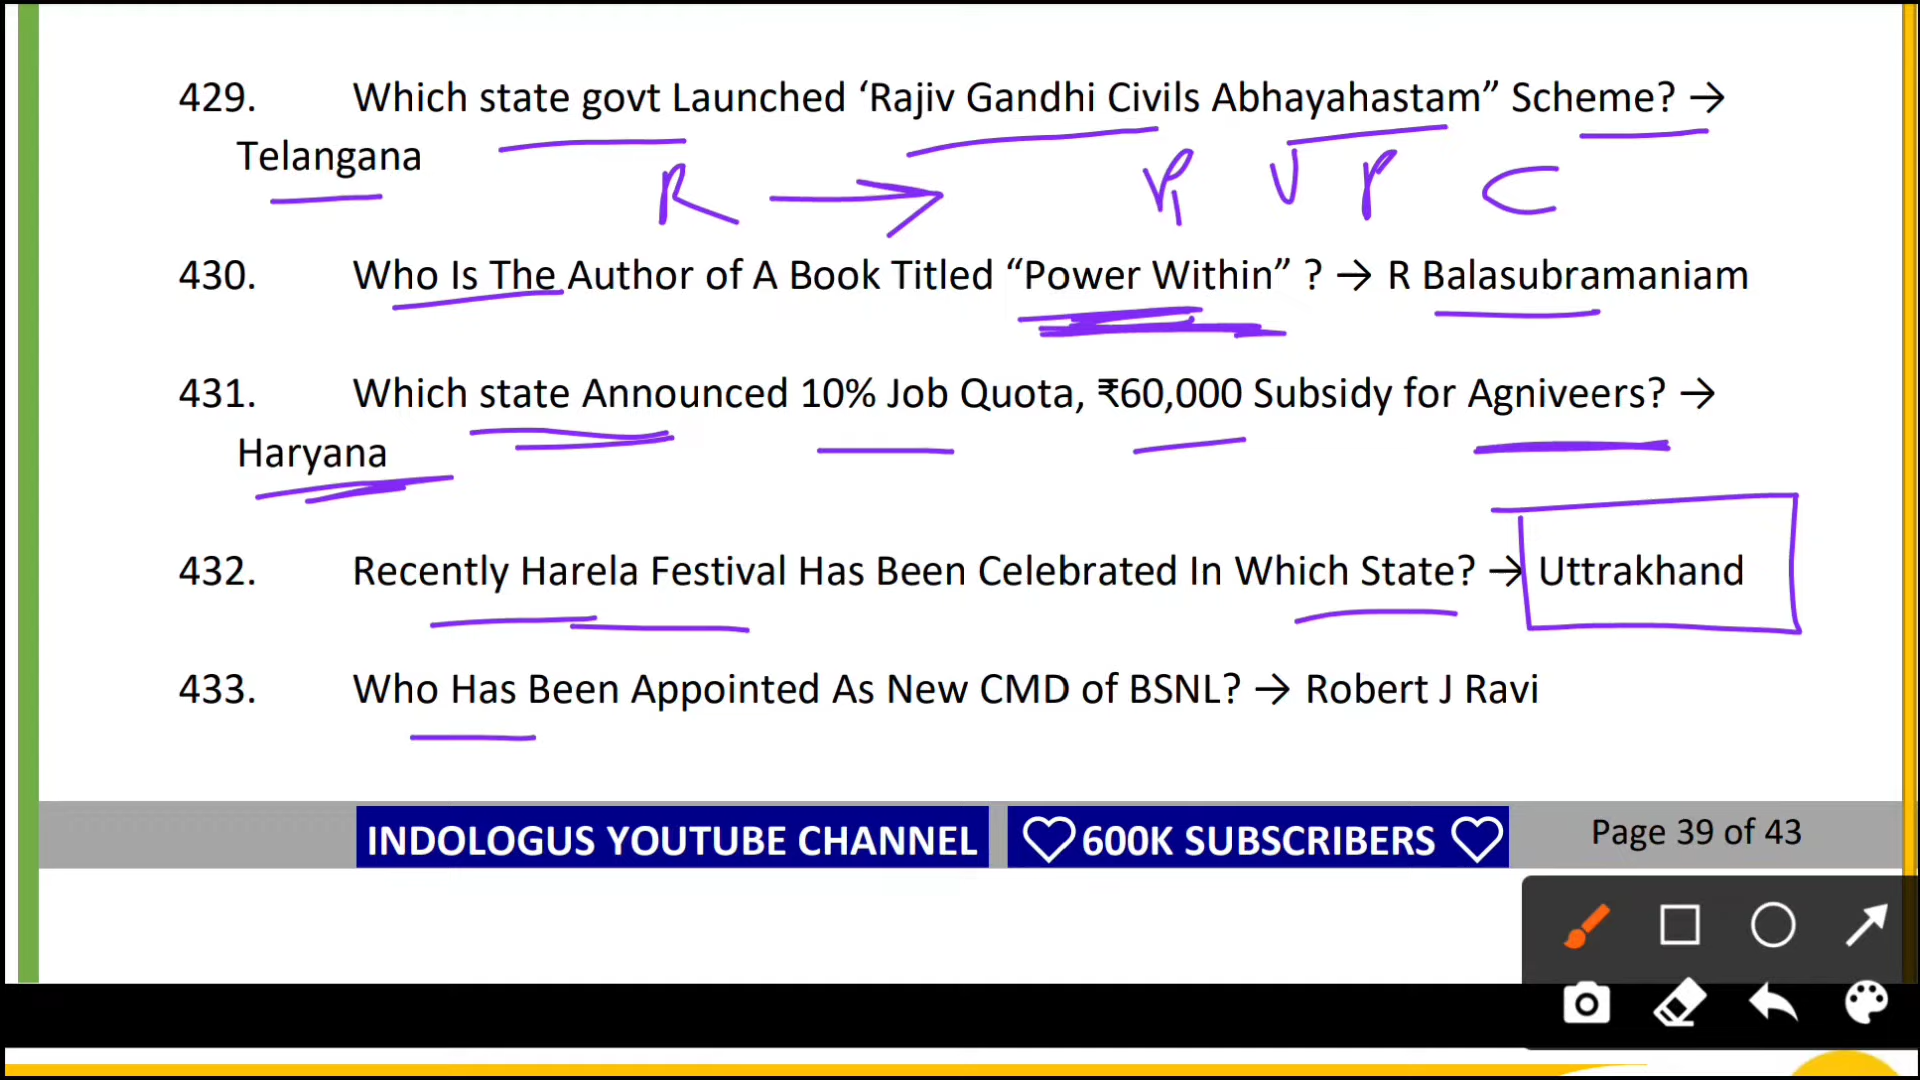 429. Which state govt Launched ‘Rajiv Gandhi Civils Abhayahastam” Scheme? →
Telangana
R → P1 U P C
430. Who Is The Author of A Book Titled “Power Within” ? → R Balasubramaniam
431. Which state Announced 10% Job Quota, ₹60,000 Subsidy for Agniveers? →
Haryana
432. Recently Harela Festival Has Been Celebrated In Which State? → Uttrakhand
433. Who Has Been Appointed As New CMD of BSNL? → Robert J Ravi
INDOLOGUS YOUTUBE CHANNEL ♡ 600K SUBSCRIBERS ♡ Page 39 of 43